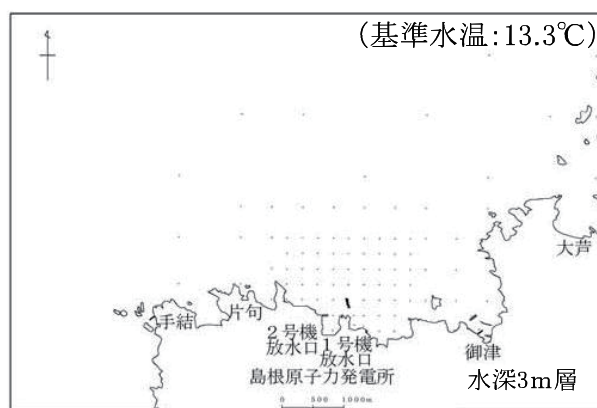 (基準水温:13.3℃)
大芦
手結
片句
2号機
放水口
1号機
放水口
御津
島根原子力発電所
水深3m層
0 500 1000m